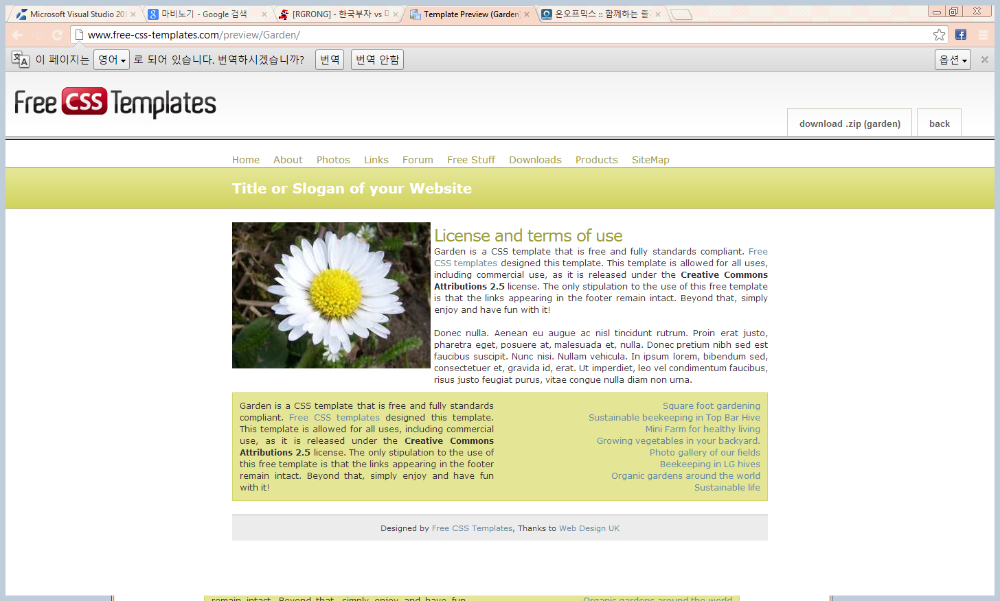 Microsoft Visual Studio 201
마비노기 - Google 검색
[RGRONG] - 한국부자 vs
Template Preview (Garden)
온오프믹스 :: 함께하는 즐
www.free-css-templates.com/preview/Garden/
이 페이지는 영어 로 되어 있습니다. 번역하시겠습니까? 번역 번역 안함 옵션
Free CSS Templates
download .zip (garden) back
Home About Photos Links Forum Free Stuff Downloads Products SiteMap
Title or Slogan of your Website
License and terms of use
Garden is a CSS template that is free and fully standards compliant. Free
CSS templates designed this template. This template is allowed for all uses,
including commercial use, as it is released under the Creative Commons
Attributions 2.5 license. The only stipulation to the use of this free template
is that the links appearing in the footer remain intact. Beyond that, simply
enjoy and have fun with it!
Donec nulla. Aenean eu augue ac nisl tincidunt rutrum. Proin erat justo,
pharetra eget, posuere at, malesuada et, nulla. Donec pretium nibh sed est
faucibus suscipit. Nunc nisi. Nullam vehicula. In ipsum lorem, bibendum sed,
consectetuer et, gravida id, erat. Ut imperdiet, leo vel condimentum faucibus,
risus justo feugiat purus, vitae congue nulla diam non urna.
Garden is a CSS template that is free and fully standards
compliant. Free CSS templates designed this template.
This template is allowed for all uses, including commercial
use, as it is released under the Creative Commons
Attributions 2.5 license. The only stipulation to the use of
this free template is that the links appearing in the footer
remain intact. Beyond that, simply enjoy and have fun
with it!
Square foot gardening
Sustainable beekeeping in Top Bar Hive
Mini Farm for healthy living
Growing vegetables in your backyard.
Photo gallery of our fields
Beekeeping in LG hives
Organic gardens around the world
Sustainable life
Designed by Free CSS Templates, Thanks to Web Design UK
remain intact. Beyond that, simply enjoy and have fun
Organic gardens around the world